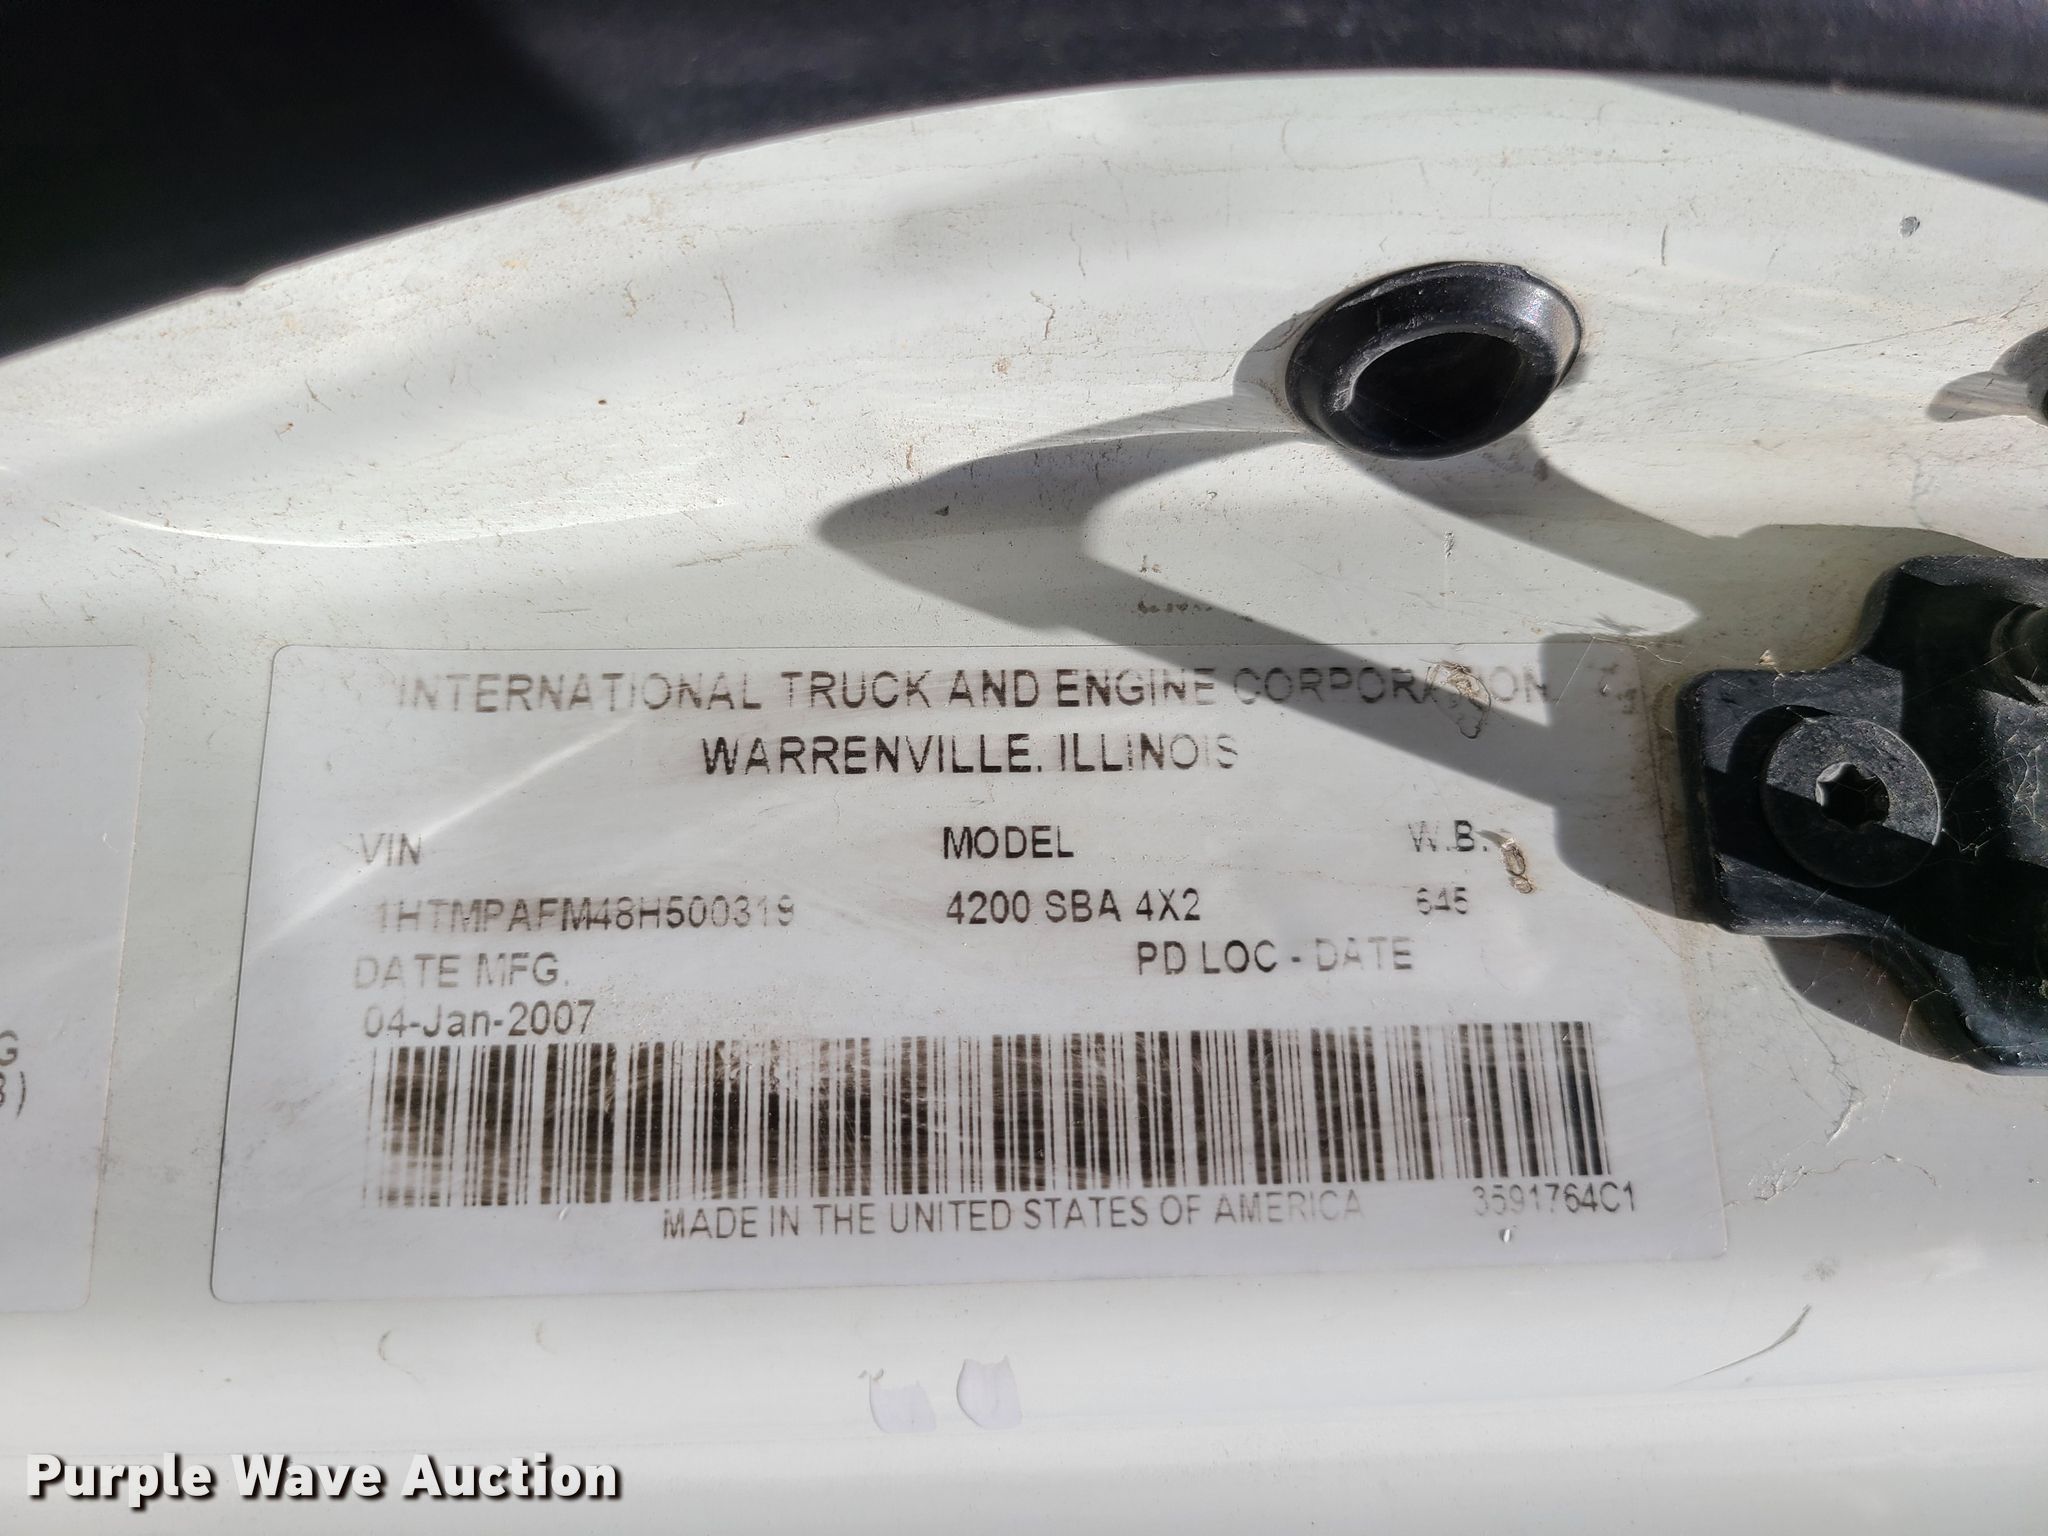 INTERNATIONAL TRUCK AND ENGINE CORPORATION
WARRENVILLE, ILLINOIS
VIN MODEL W.B.
1HTMPAFM48H500319 4200 SBA 4X2 645
DATE MFG. PD LOC - DATE
04-Jan-2007
MADE IN THE UNITED STATES OF AMERICA 3591764C1
Purple Wave Auction